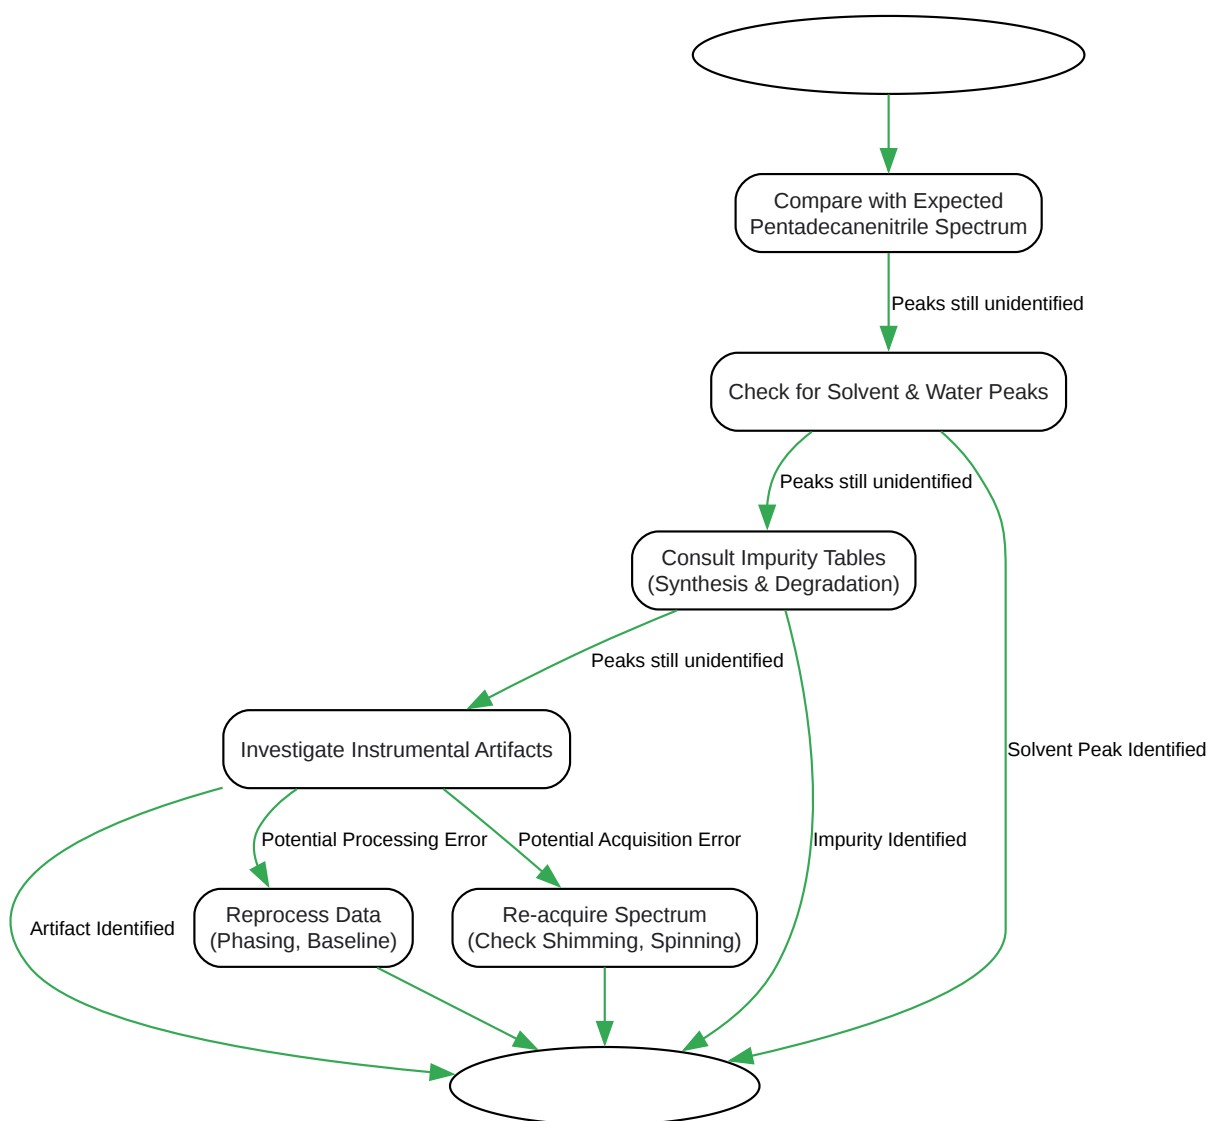 Compare with Expected
Pentadecanenitrile Spectrum
Peaks still unidentified
Check for Solvent & Water Peaks
Peaks still unidentified
Consult Impurity Tables
(Synthesis & Degradation)
Peaks still unidentified
Investigate Instrumental Artifacts
Solvent Peak Identified
Potential Processing Error
Potential Acquisition Error
Impurity Identified
Artifact Identified
Reprocess Data
(Phasing, Baseline)
Re-acquire Spectrum
(Check Shimming, Spinning)